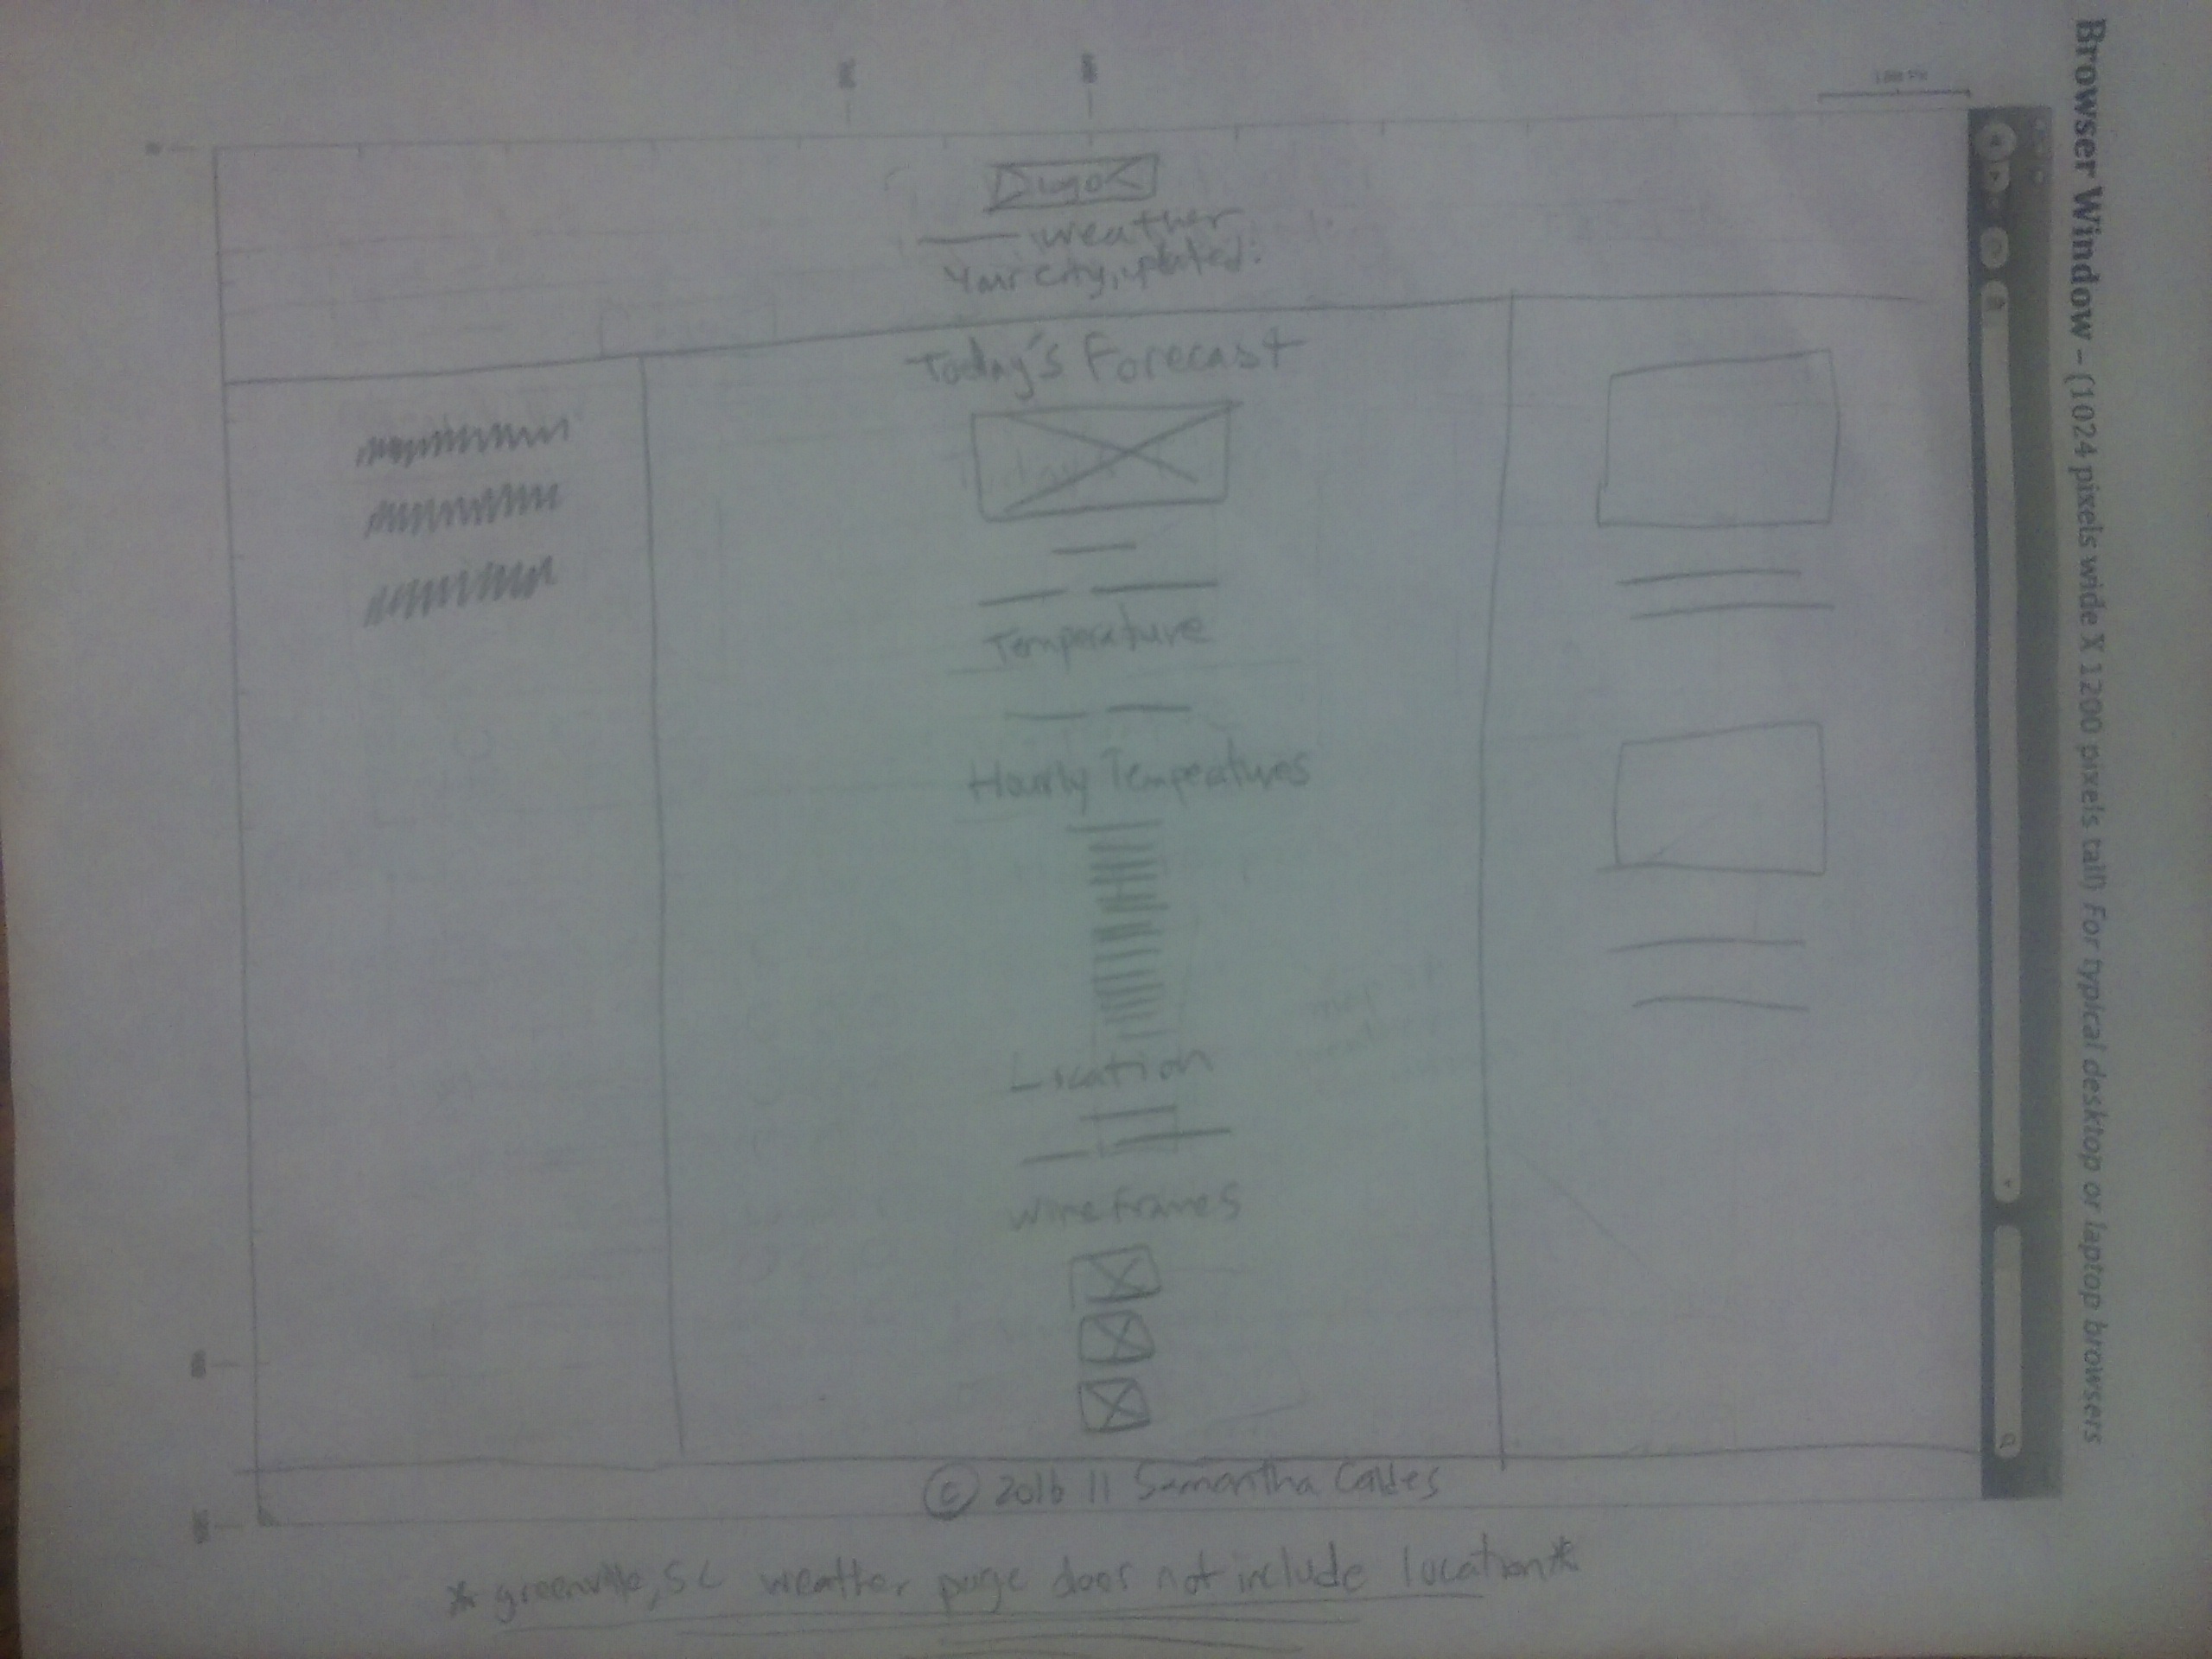 Browser Window – (1024 pixels wide X 1200 pixels tall) For typical desktop or laptop browsers
Logo
weather
Your city, updated.
Today's Forecast
Temperature
Hourly Temperatures
Location
Wireframes
© 2016 || Samantha
* greenville, SC weather page does not include location *